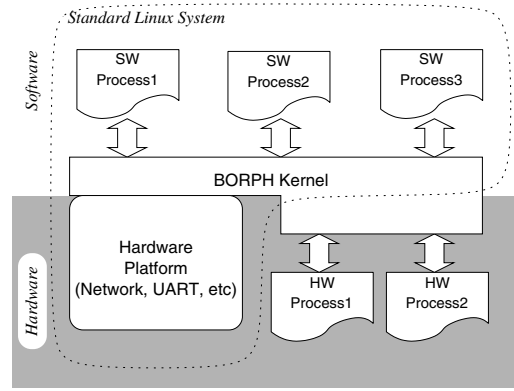 Standard Linux System
Software
SW
Process1
SW
Process2
SW
Process3
BORPH Kernel
Hardware
Platform
(Network, UART, etc)
Hardware
HW
Process1
HW
Process2